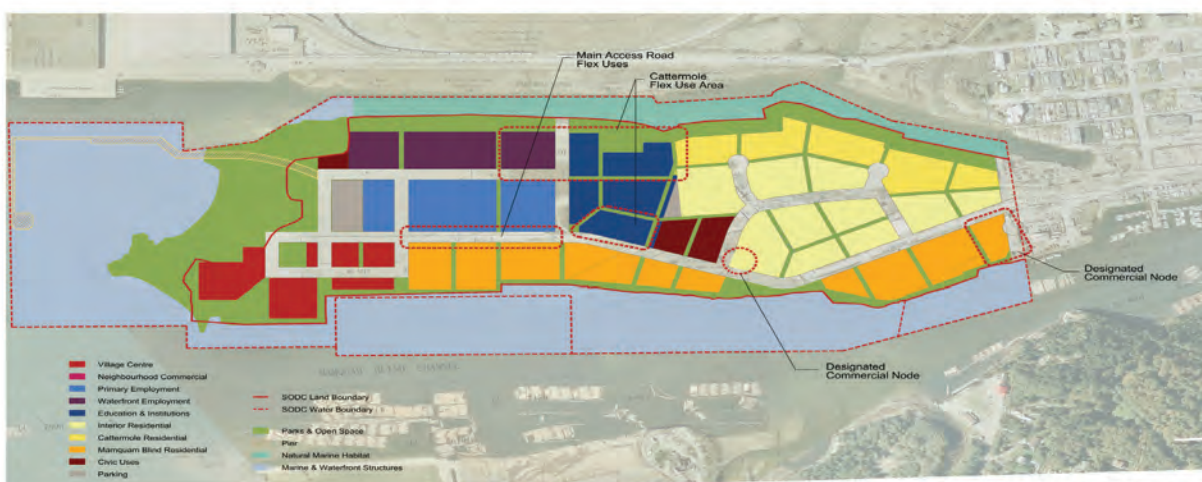 Main Access Road
Flex Uses
Cattermole
Flex Use Area
Designated
Commercial Node
Designated
Commercial Node
Village Centre
Neighbourhood Commercial
Primary Employment
Waterfront Employment
Education & Institutions
Interior Residential
Cattermole Residential
Mamquam Blind Residential
Civic Uses
Parking
SODC Land Boundary
SODC Water Boundary
Parks & Open Space
Pier
Natural Marine Habitat
Marine & Waterfront Structures